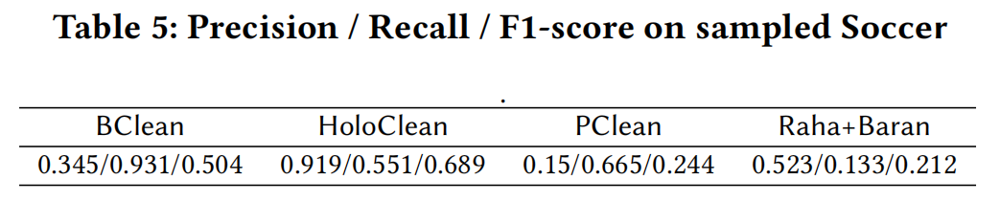 Table 5: Precision / Recall / F1-score on sampled Soccer
.
BClean HoloClean PClean Raha+Baran
0.345/0.931/0.504 0.919/0.551/0.689 0.15/0.665/0.244 0.523/0.133/0.212